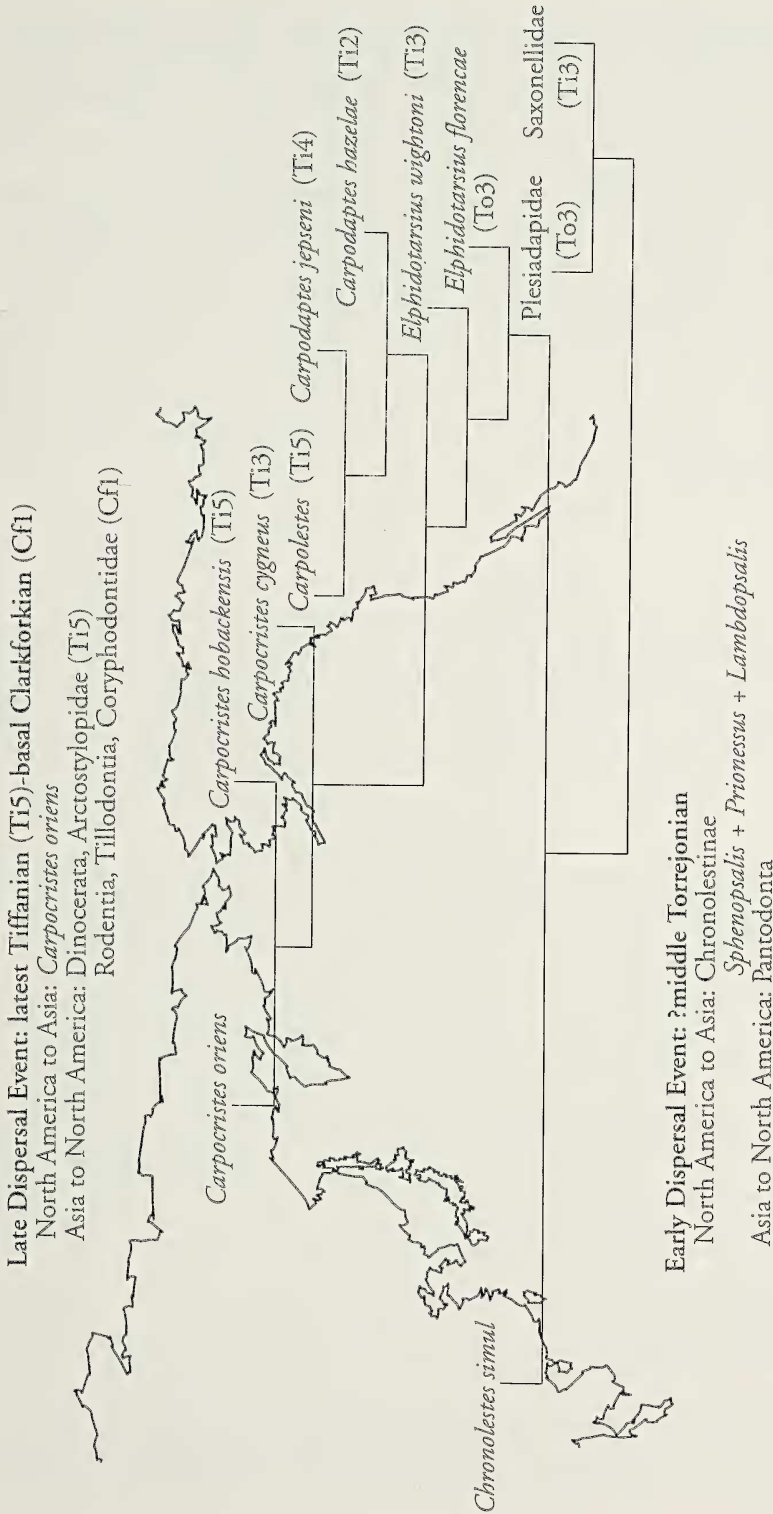 Late Dispersal Event: latest Tiffanian (Ti5)-basal Clarkforkian (Cf1)
North America to Asia: Carpocristes oriens
Asia to North America: Dinocerata, Arctostylopidae (Ti5)
Rodentia, Tillodontia, Coryphodontidae (Cf1)
Carpocristes oriens
Carpocristes hobackensis (Ti5)
Carpocristes cygneus (Ti3)
Carpolestes (Ti5)
Carpodaptes jepseni (Ti4)
Carpodaptes hazelae (Ti2)
Elphidotarsius wightoni (Ti3)
Elphidotarsius florencae
(To3)
Chronolestes simul
Plesiadapidae
(To3)
Saxonellidae
(Ti3)
Early Dispersal Event: ?middle Torrejonian
North America to Asia: Chronolestinae
Sphenopsalis + Prionessus + Lambdopsalis
Asia to North America: Pantodonta